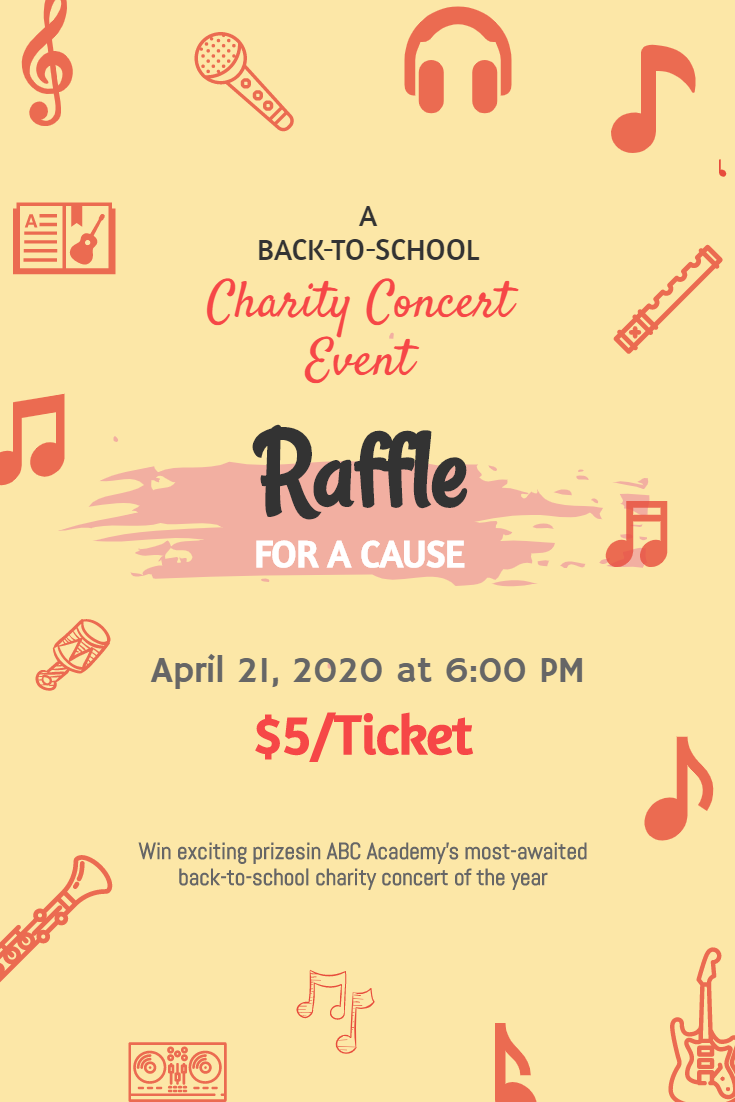 A
BACK-TO-SCHOOL
Charity Concert
Event
Raffle
FOR A CAUSE
April 21, 2020 at 6:00 PM
$5/Ticket
Win exciting prizesin ABC Academy's most-awaited
back-to-school charity concert of the year
A